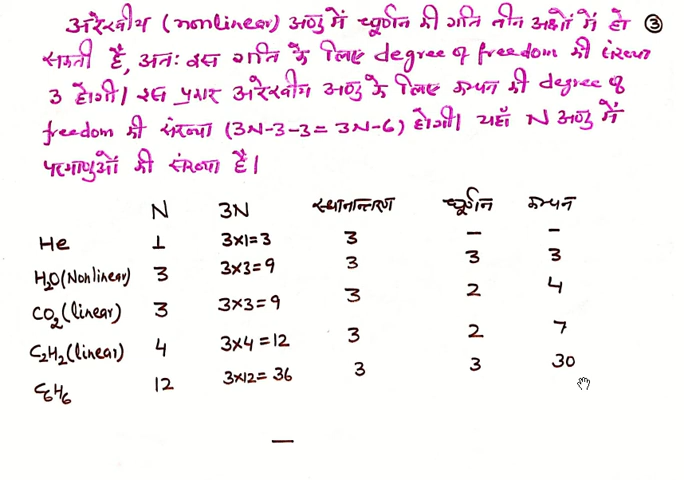 अरेखीय (nonlinear) अणु में घूर्णन की गति तीन अक्षों में हो ③
सकती है, अतः इस गति के लिए degree of freedom की संख्या
3 होगी। इस प्रकार अरेखीय अणु के लिए कम्पन की degree of
freedom की संख्या (3N-3-3=3N-6) होगी। यहाँ N अणु में
परमाणुओं की संख्या है।
N 3N स्थानान्तरण घूर्णन कम्पन
He 1 3×1=3 3 – –
H₂O(Nonlinear) 3 3×3=9 3 3 3
CO₂(linear) 3 3×3=9 3 2 4
C₂H₂(linear) 4 3×4=12 3 2 7
C₆H₆ 12 3×12=36 3 3 30